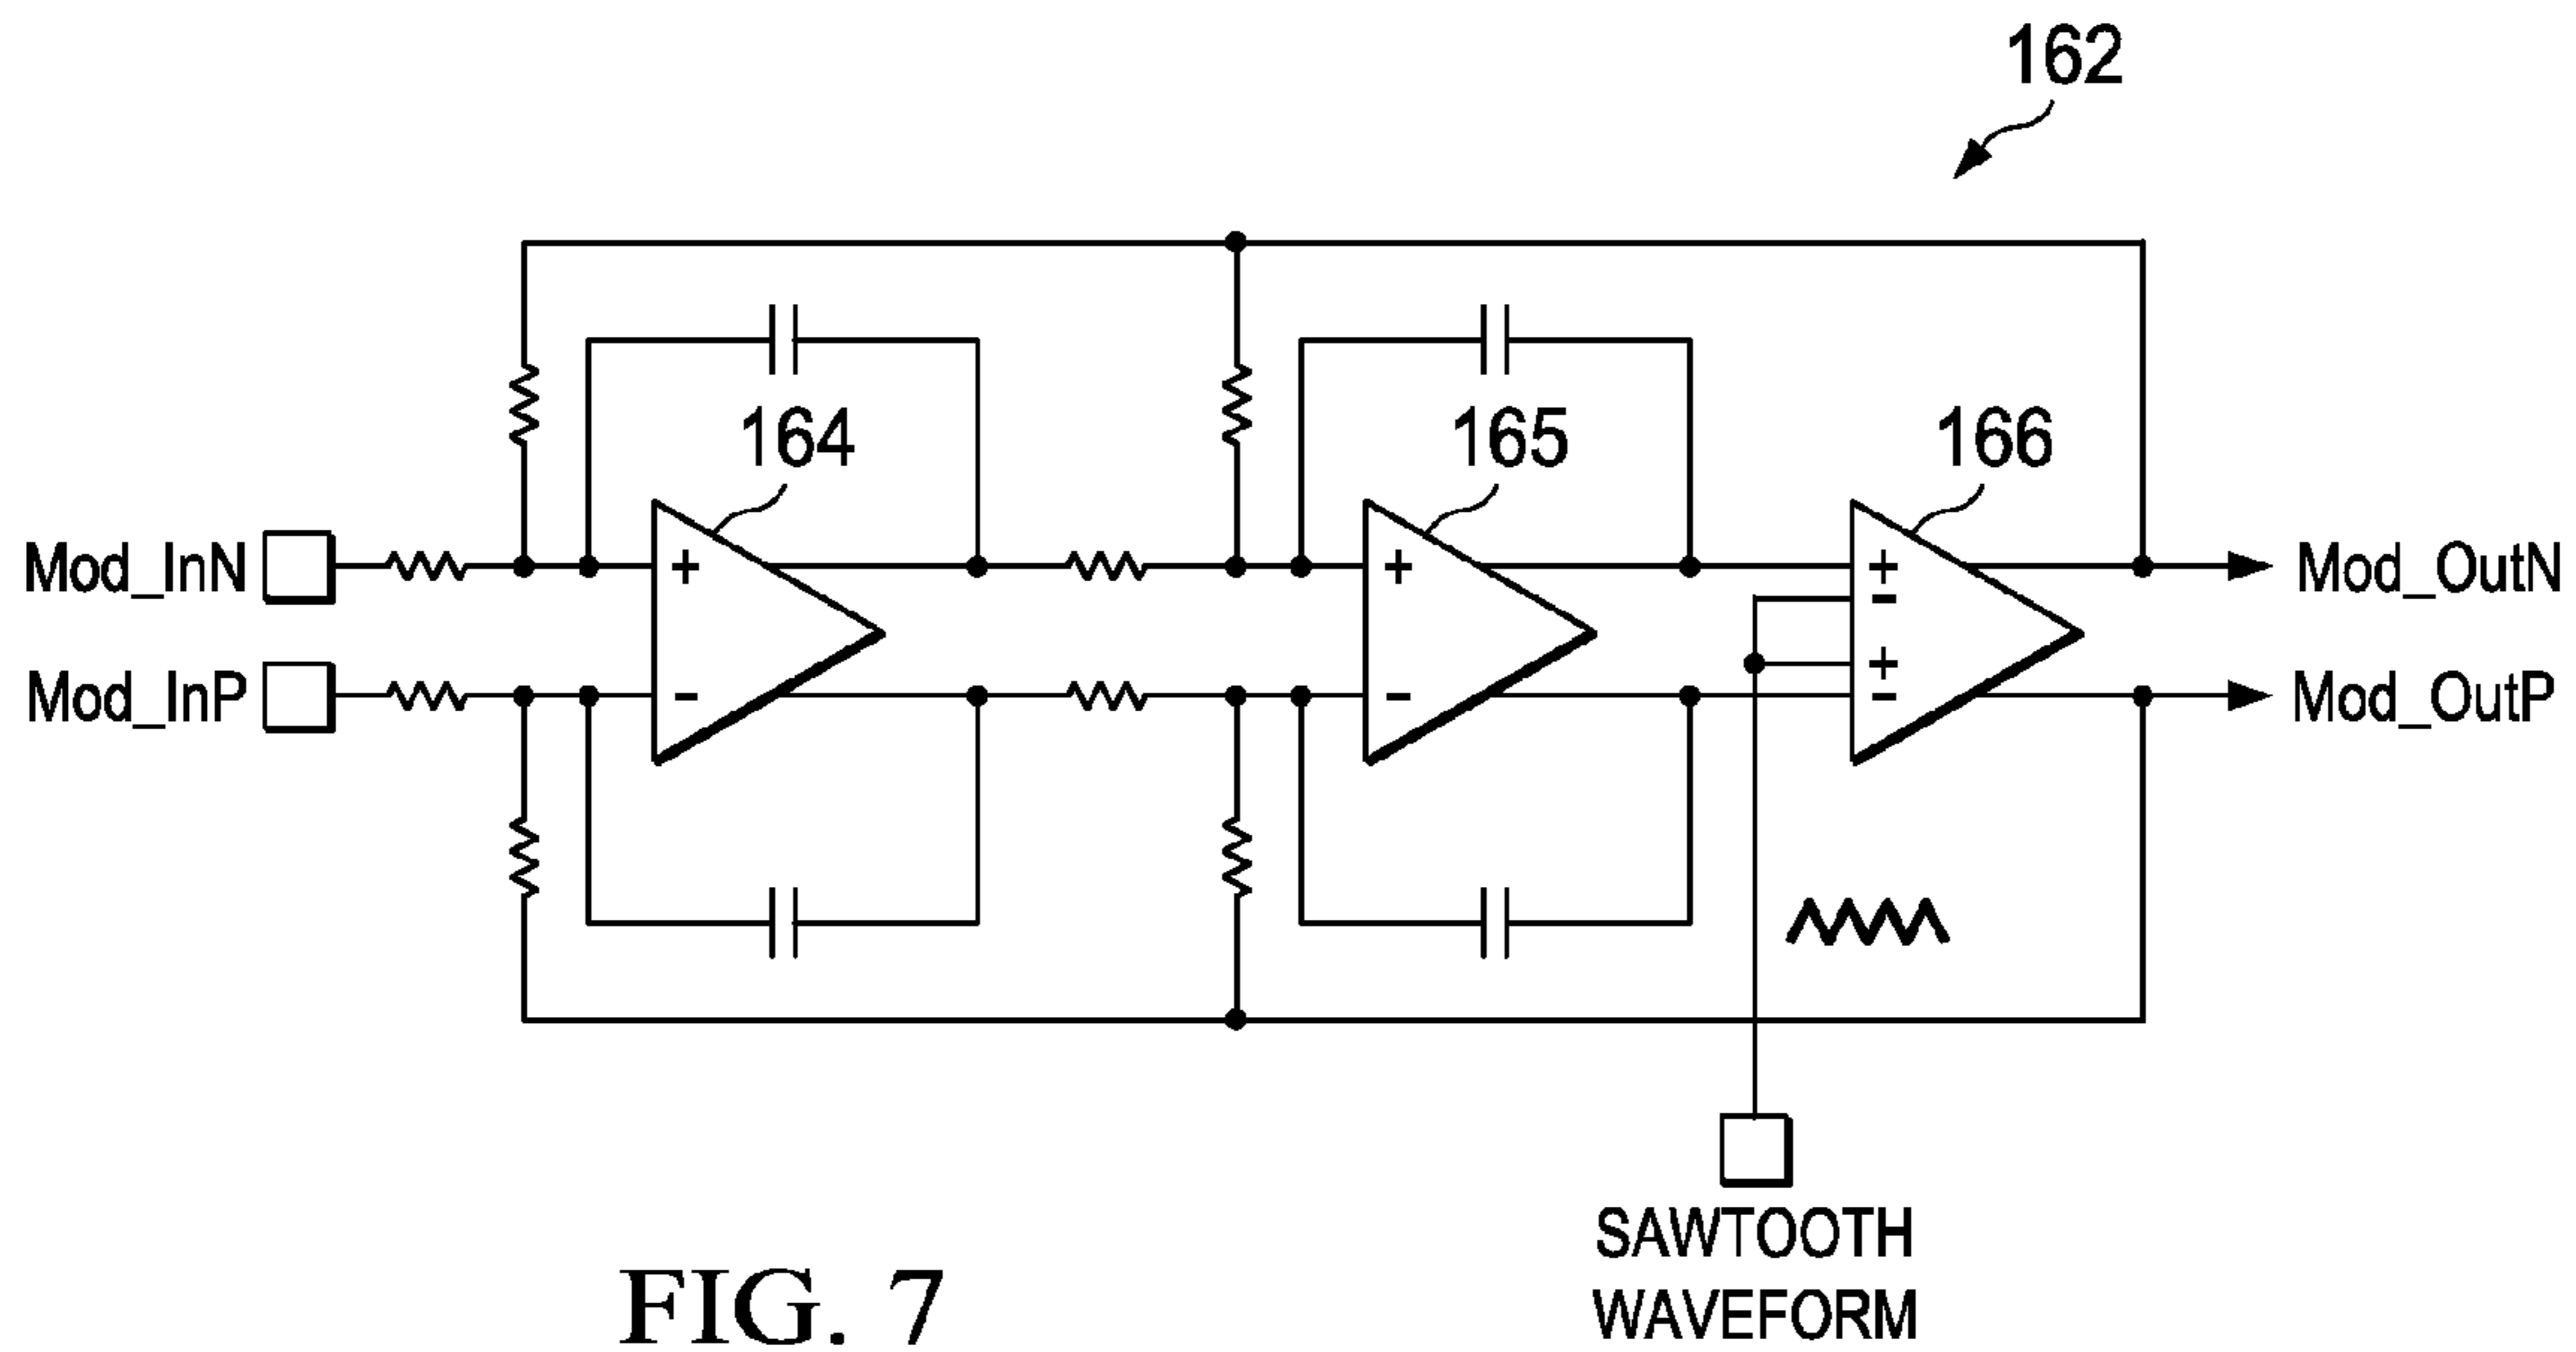 162
164
165
166
Mod_InN
+
+
+
-
Mod_OutN
Mod_InP
-
-
+
-
Mod_OutP
SAWTOOTH
WAVEFORM
FIG. 7